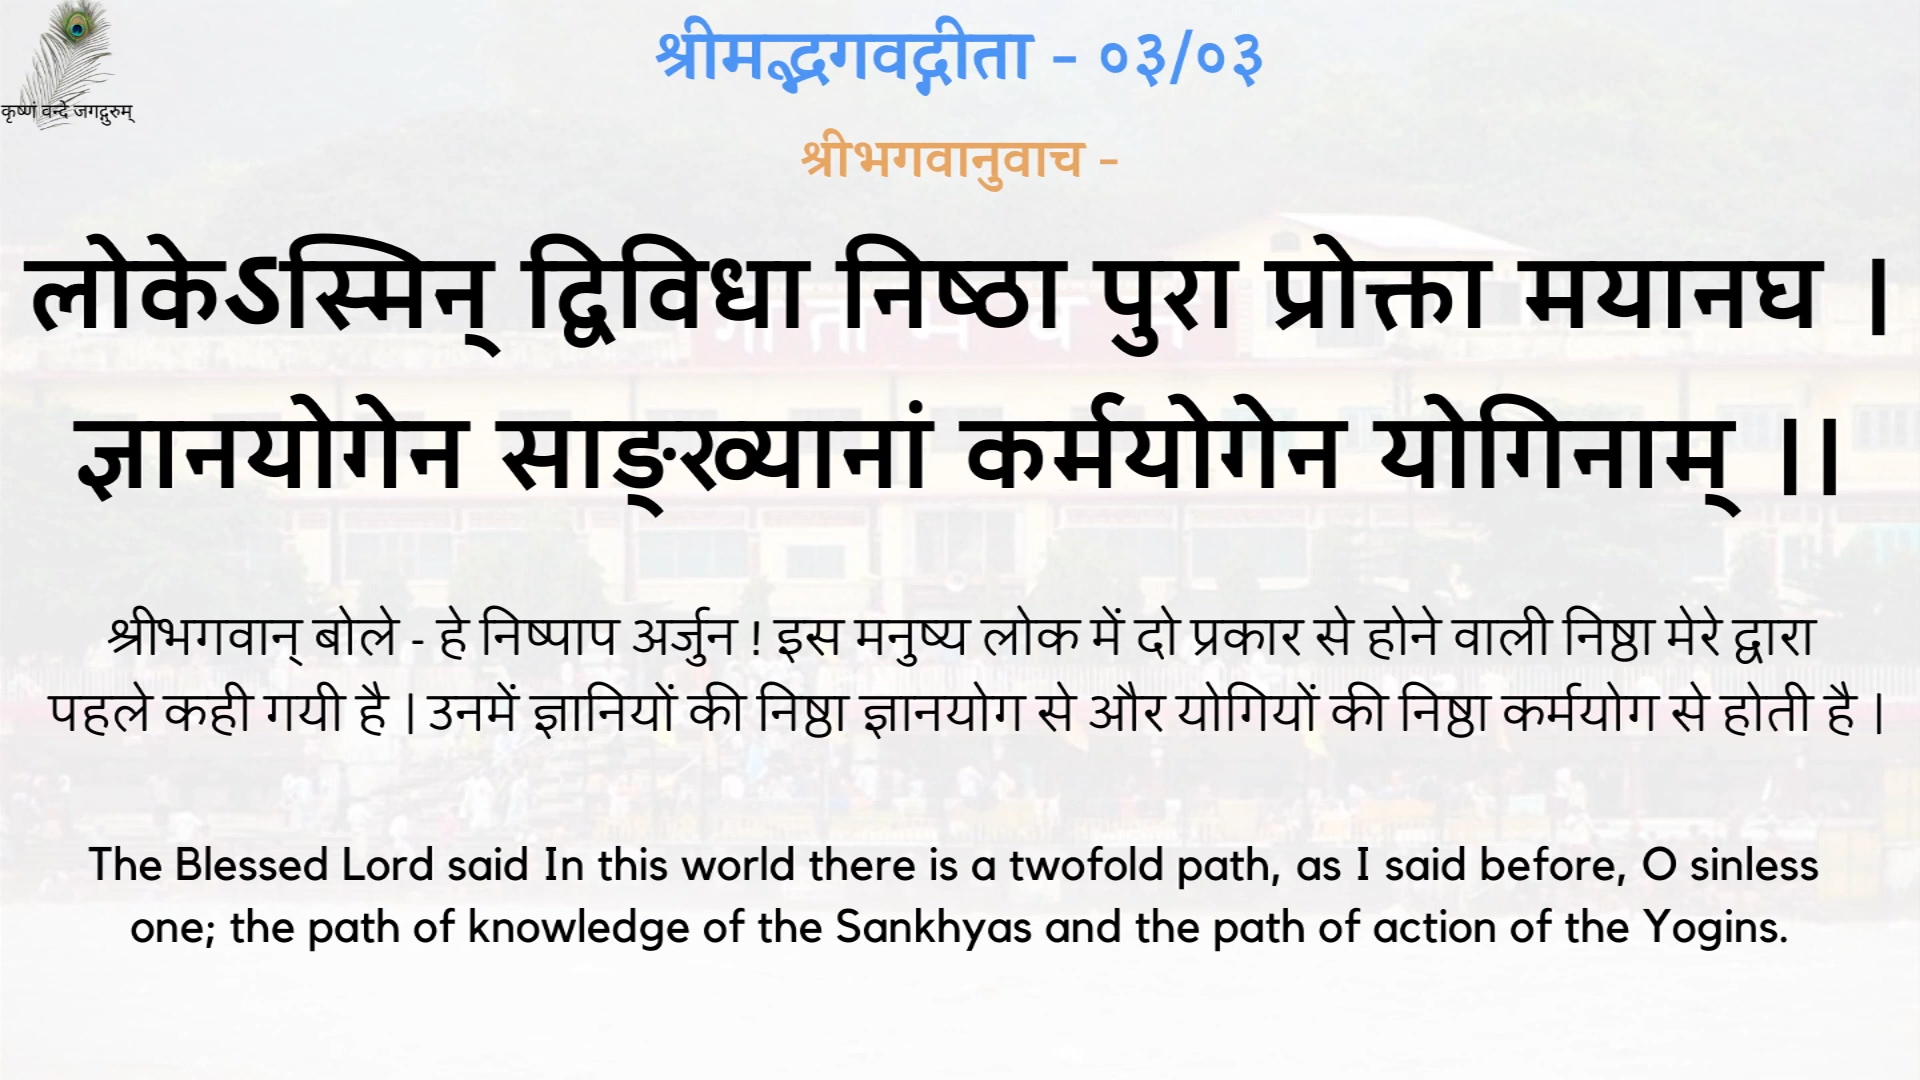 कृष्णं वन्दे जगद्गुरुम्
श्रीमद्भगवद्गीता - ०३/०३
श्रीभगवानुवाच -
लोकेऽस्मिन् द्विविधा निष्ठा पुरा प्रोक्ता मयानघ |
ज्ञानयोगेन साङ्ख्यानां कर्मयोगेन योगिनाम् ||
श्रीभगवान् बोले - हे निष्पाप अर्जुन ! इस मनुष्य लोक में दो प्रकार से होने वाली निष्ठा मेरे द्वारा
पहले कही गयी है | उनमें ज्ञानियों की निष्ठा ज्ञानयोग से और योगियों की निष्ठा कर्मयोग से होती है |
The Blessed Lord said In this world there is a twofold path, as I said before, O sinless
one; the path of knowledge of the Sankhyas and the path of action of the Yogins.